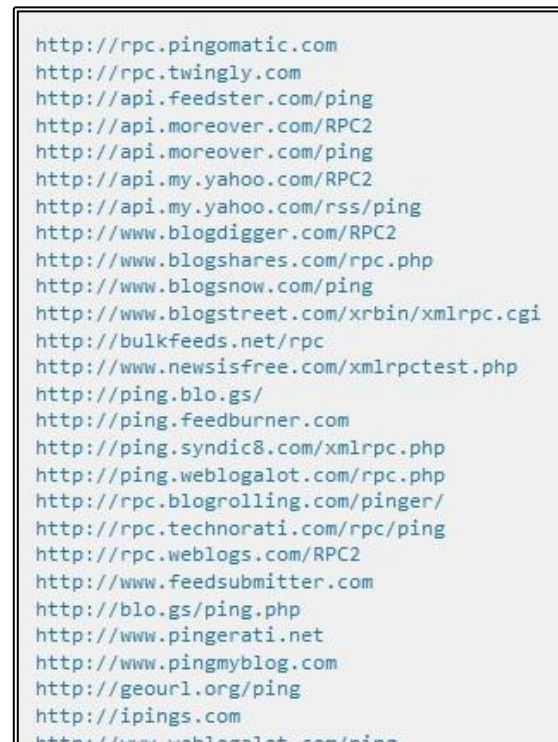 http://rpc.pingomatic.com
http://rpc.twingly.com
http://api.feedster.com/ping
http://api.moreover.com/RPC2
http://api.moreover.com/ping
http://api.my.yahoo.com/RPC2
http://api.my.yahoo.com/rss/ping
http://www.blogdigger.com/RPC2
http://www.blogshares.com/rpc.php
http://www.blogsnow.com/ping
http://www.blogstreet.com/xrbin/xmlrpc.cgi
http://bulkfeeds.net/rpc
http://www.newsisfree.com/xmlrpctest.php
http://ping.blo.gs/
http://ping.feedburner.com
http://ping.syndic8.com/xmlrpc.php
http://ping.weblogalot.com/rpc.php
http://rpc.blogrolling.com/pinger/
http://rpc.technorati.com/rpc/ping
http://rpc.weblogs.com/RPC2
http://www.feedsubmitter.com
http://blo.gs/ping.php
http://www.pingerati.net
http://www.pingmyblog.com
http://geourl.org/ping
http://ipings.com